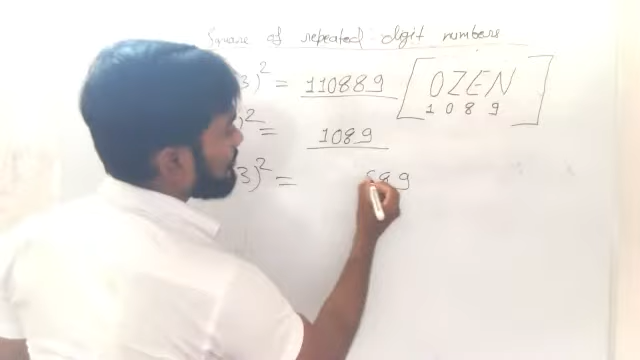 Square of repeated digit numbers
3)² = 110889 [OZEN]
1 0 8 9
)² = 1089
3)² = 889